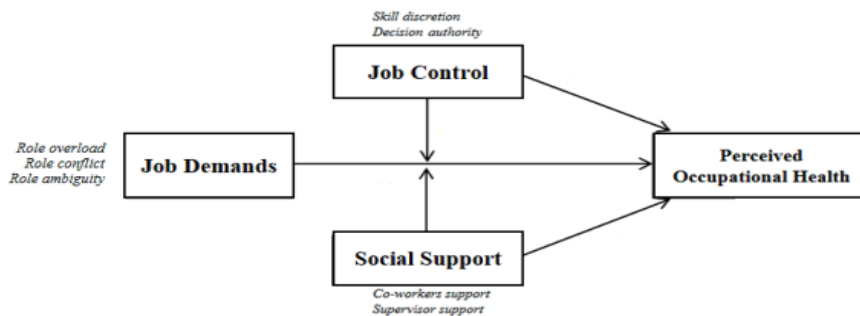 Skill discretion
Decision authority
Job Control
Role overload
Role conflict
Role ambiguity
Job Demands
Perceived
Occupational Health
Social Support
Co-workers support
Supervisor support